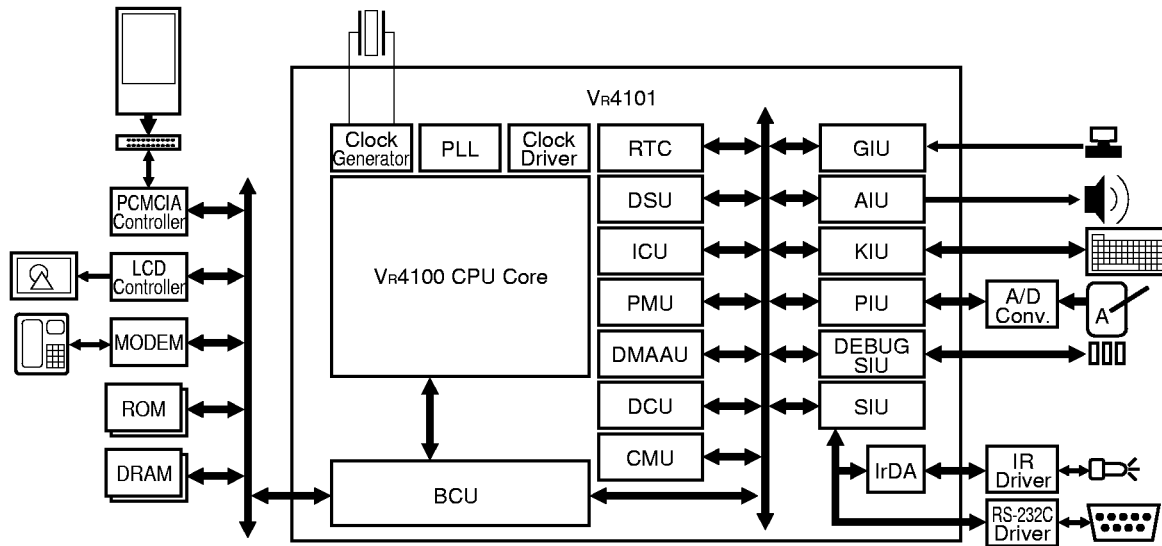 VR4101
Clock
Generator
PLL
Clock
Driver
RTC
GIU
DSU
AIU
PCMCIA
Controller
ICU
KIU
LCD
Controller
VR4100 CPU Core
PMU
PIU
A/D
Conv.
A
MODEM
DMAAU
DEBUG
SIU
ROM
DCU
SIU
DRAM
CMU
IrDA
IR
Driver
BCU
RS-232C
Driver